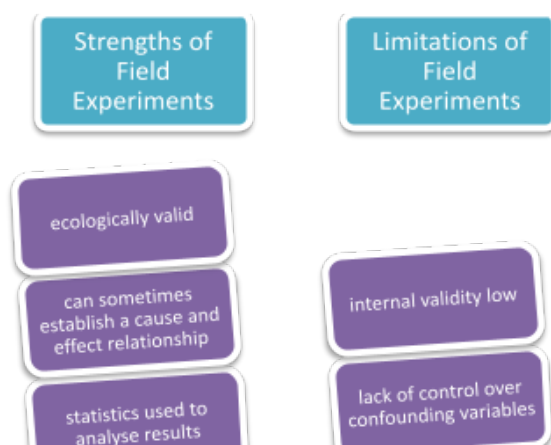 Strengths of
Field
Experiments
ecologically valid
can sometimes
establish a cause and
effect relationship
statistics used to
analyse results
Limitations of
Field
Experiments
internal validity low
lack of control over
confounding variables